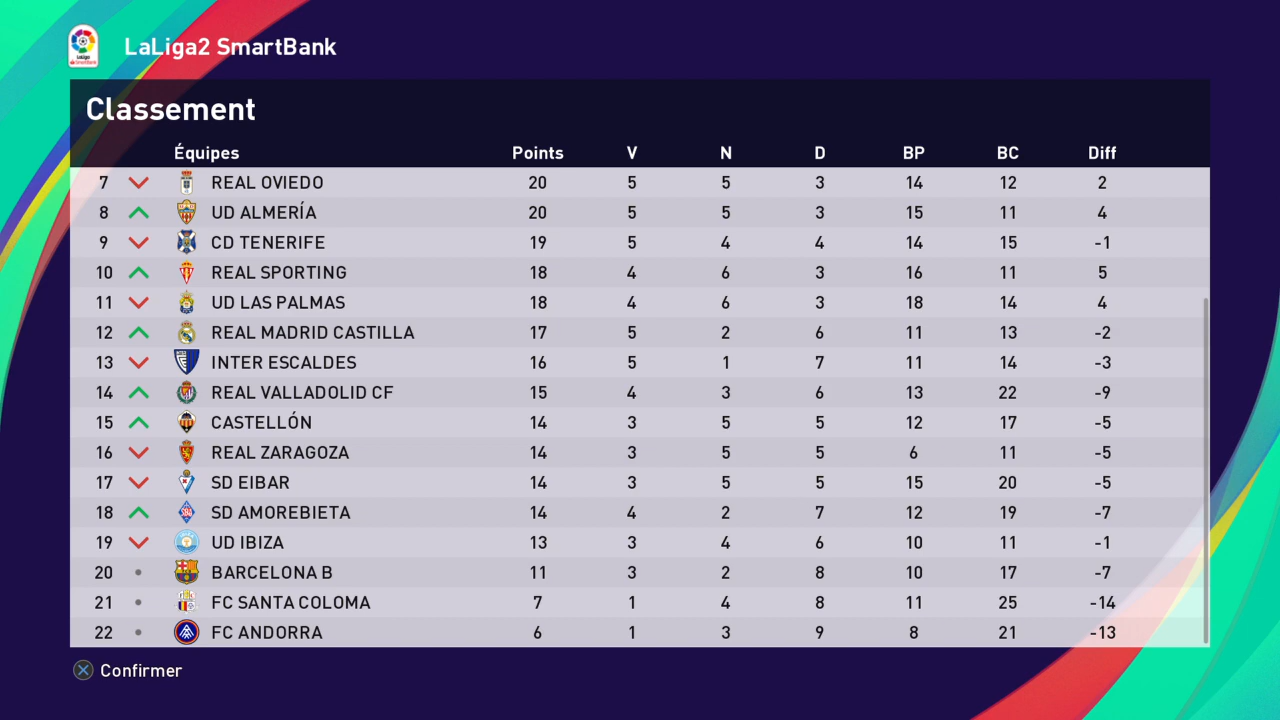 LaLiga2 SmartBank
Classement
Équipes Points V N D BP BC Diff
7 REAL OVIEDO 20 5 5 3 14 12 2
8 UD ALMERÍA 20 5 5 3 15 11 4
9 CD TENERIFE 19 5 4 4 14 15 -1
10 REAL SPORTING 18 4 6 3 16 11 5
11 UD LAS PALMAS 18 4 6 3 18 14 4
12 REAL MADRID CASTILLA 17 5 2 6 11 13 -2
13 INTER ESCALDES 16 5 1 7 11 14 -3
14 REAL VALLADOLID CF 15 4 3 6 13 22 -9
15 CASTELLÓN 14 3 5 5 12 17 -5
16 REAL ZARAGOZA 14 3 5 5 6 11 -5
17 SD EIBAR 14 3 5 5 15 20 -5
18 SD AMOREBIETA 14 4 2 7 12 19 -7
19 UD IBIZA 13 3 4 6 10 11 -1
20 BARCELONA B 11 3 2 8 10 17 -7
21 FC SANTA COLOMA 7 1 4 8 11 25 -14
22 FC ANDORRA 6 1 3 9 8 21 -13
Confirmer